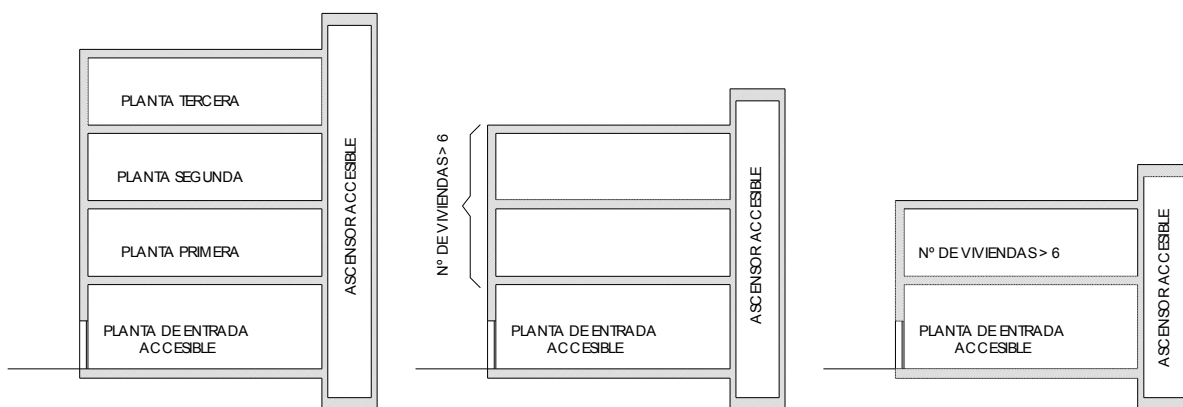 PLANTA TERCERA
PLANTA SEGUNDA
PLANTA PRIMERA
PLANTA DE ENTRADA
ACCESIBLE
ASCENSOR ACCESIBLE
Nº DE VIVIENDAS > 6
PLANTA DE ENTRADA
ACCESIBLE
ASCENSOR ACCESIBLE
Nº DE VIVIENDAS > 6
PLANTA DE ENTRADA
ACCESIBLE
ASCENSOR ACCESIBLE